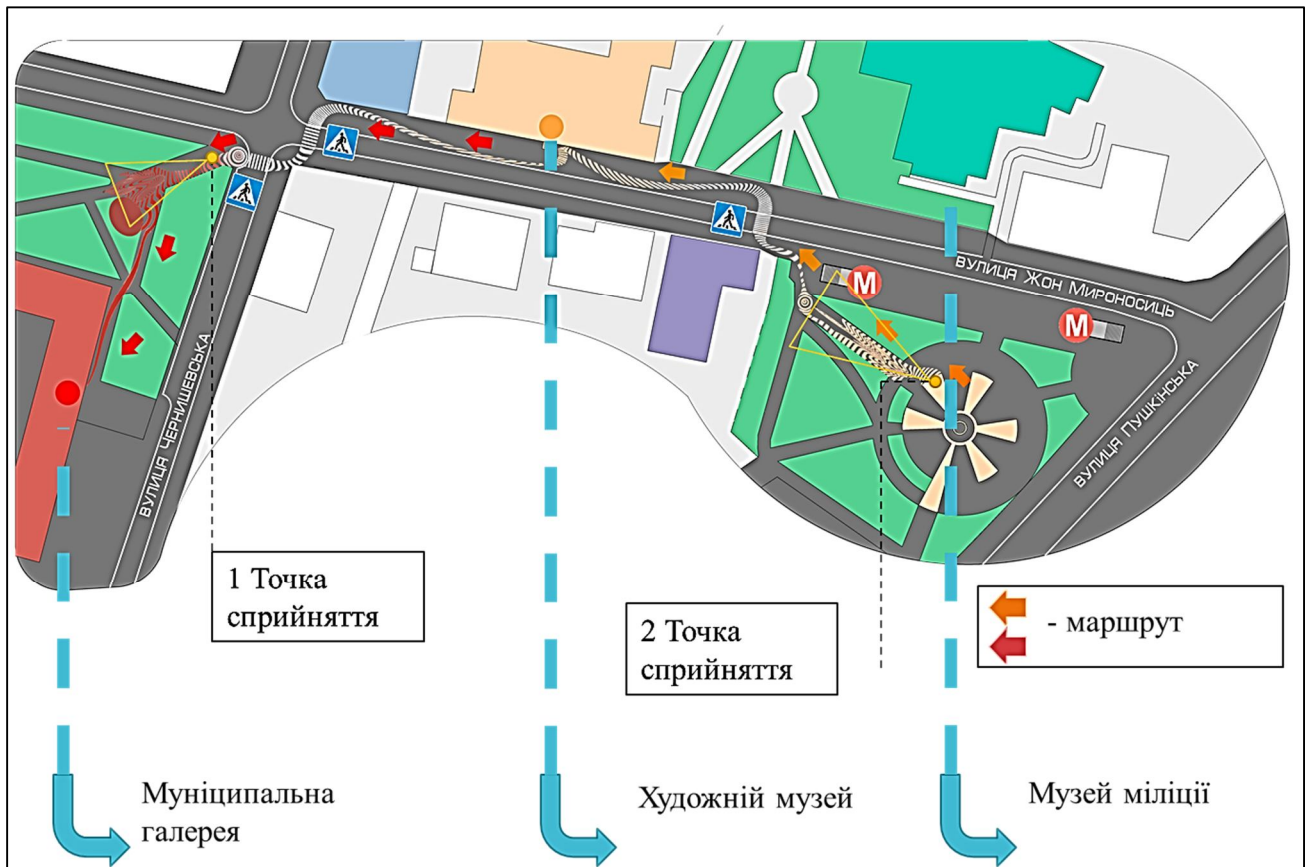 М
ВУЛИЦЯ ЖОН МИРОНОСИЦЬ
М
ВУЛИЦЯ ПУШКІНСЬКА
ВУЛИЦЯ ЧЕРНИШЕВСЬКА
1 Точка
сприйняття
2 Точка
сприйняття
- маршрут
Муніципальна
галерея
Художній музей
Музей міліції